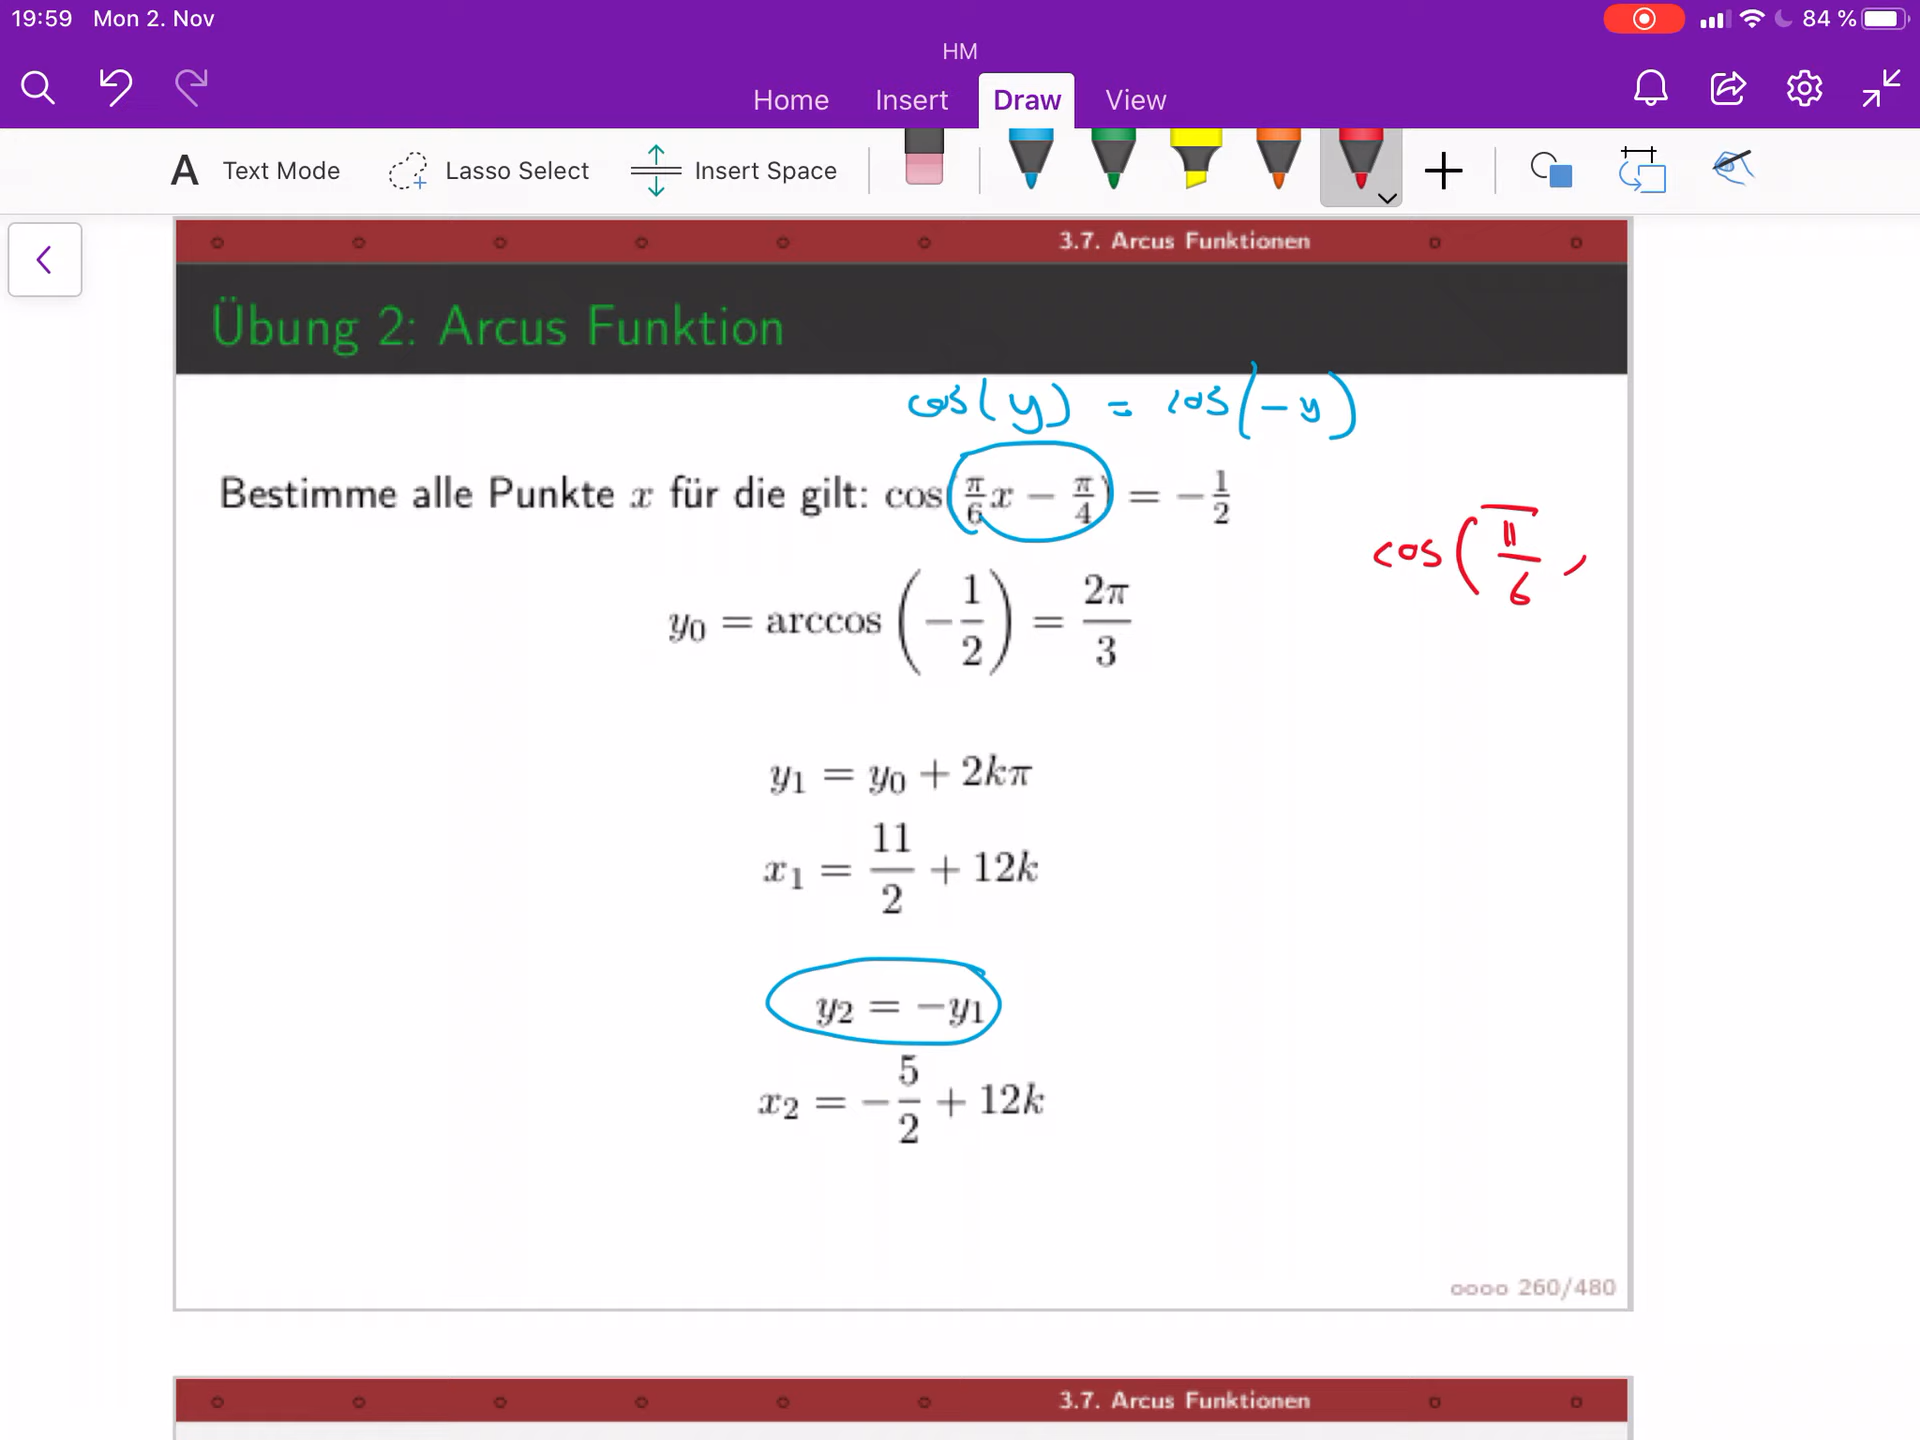 19:59 Mon 2. Nov 84 %
HM
Home Insert Draw View
A Text Mode Lasso Select Insert Space
3.7. Arcus Funktionen
Übung 2: Arcus Funktion
cos(y) = cos(-y)
Bestimme alle Punkte x für die gilt: cos(π/6 x − π/4) = −1/2
cos(π/6 ,
y₀ = arccos(−1/2) = 2π/3
y₁ = y₀ + 2kπ
x₁ = 11/2 + 12k
y₂ = −y₁
x₂ = −5/2 + 12k
260/480
3.7. Arcus Funktionen